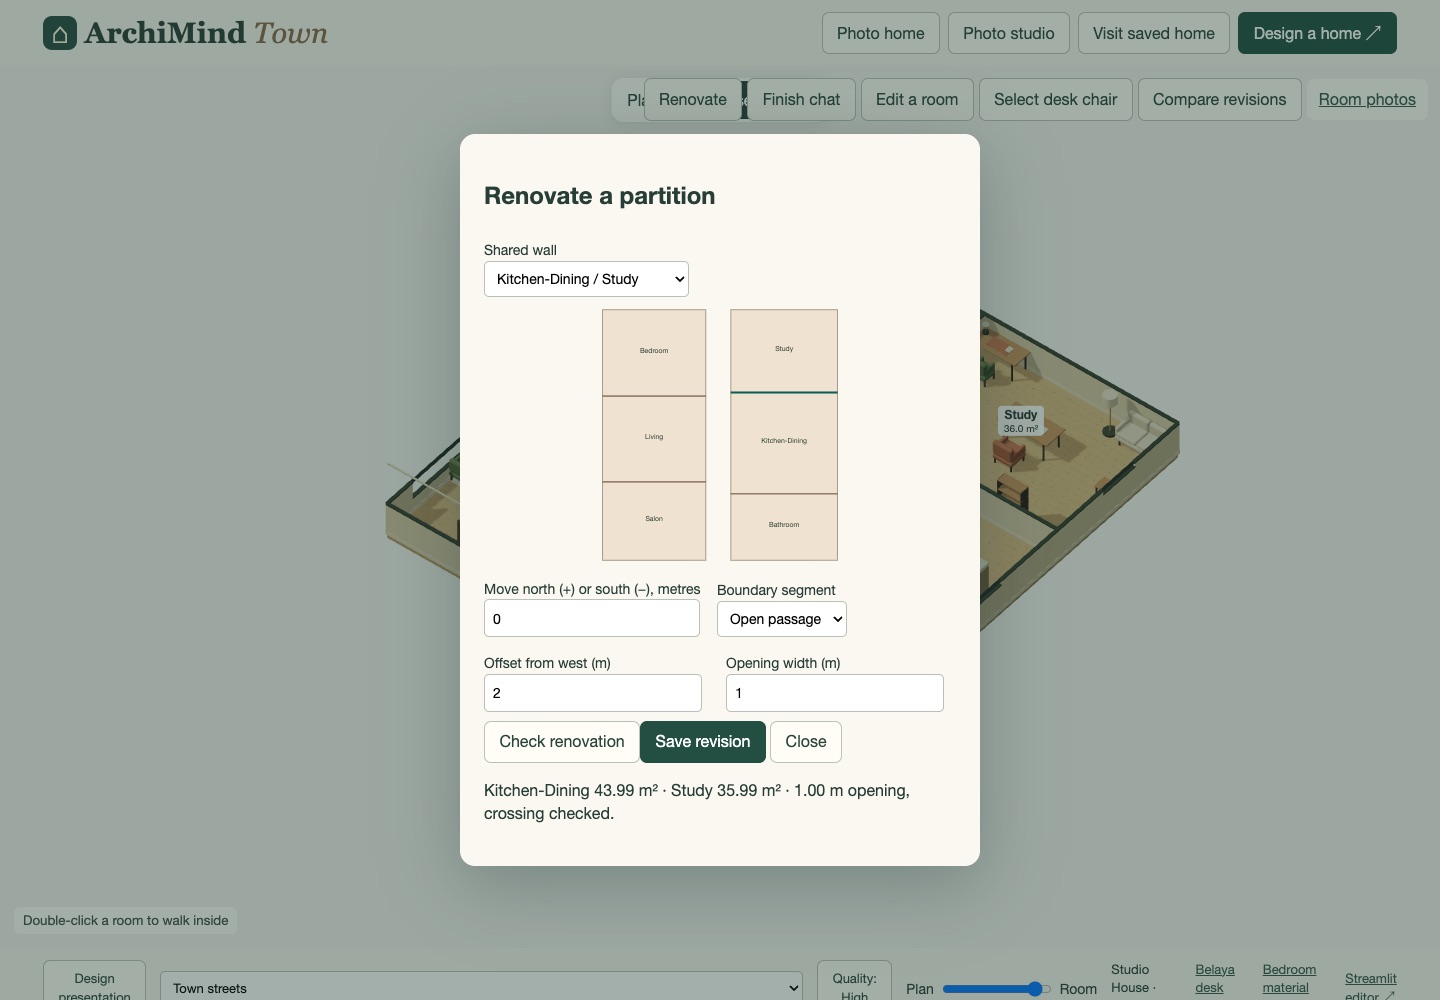 ArchiMind Town
Photo home
Photo studio
Visit saved home
Design a home ↗
Renovate
Finish chat
Edit a room
Select desk chair
Compare revisions
Room photos
Renovate a partition
Shared wall
Kitchen-Dining / Study
Bedroom
Study
Living
Kitchen-Dining
Salon
Bathroom
Study
36.0 m²
Move north (+) or south (–), metres
Boundary segment
0
Open passage
Offset from west (m)
Opening width (m)
2
1
Check renovation
Save revision
Close
Kitchen-Dining 43.99 m² · Study 35.99 m² · 1.00 m opening,
crossing checked.
Double-click a room to walk inside
Design
presentation
Town streets
Quality:
High
Plan
Room
Studio
House ·
Belaya
desk
Bedroom
material
Streamlit
editor ↗